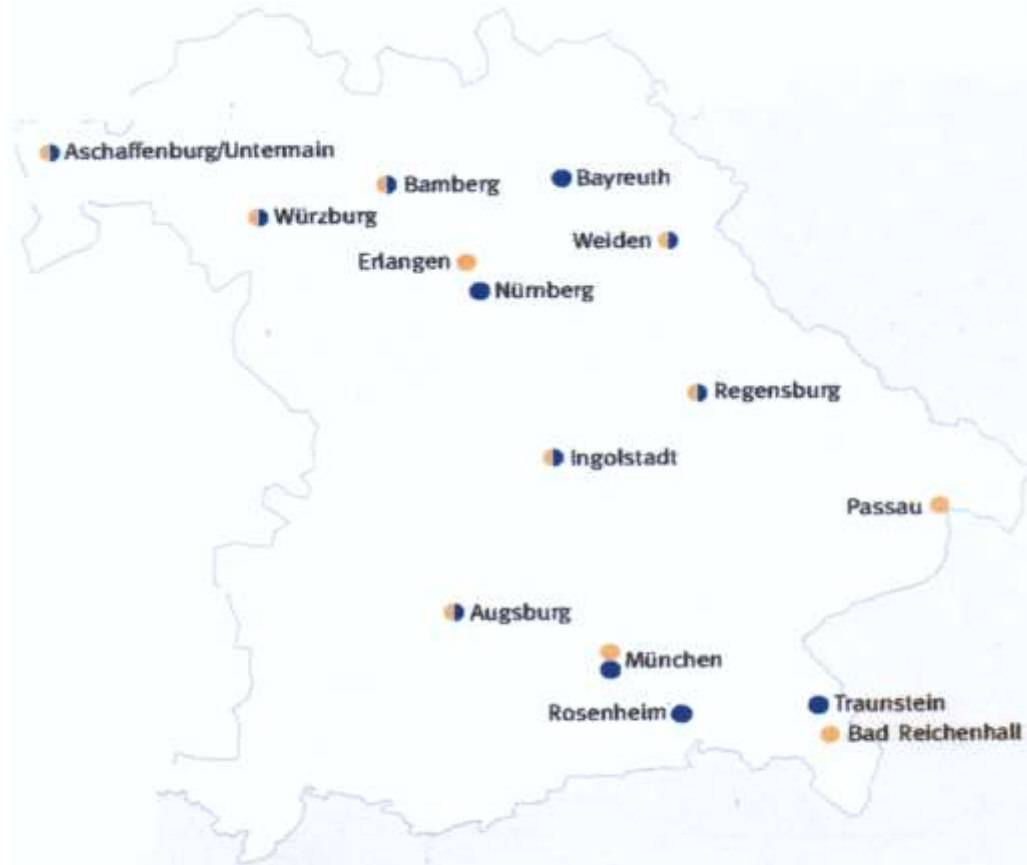 Aschaffenburg/Untermain
Bamberg
Bayreuth
Würzburg
Weiden
Erlangen
Nürnberg
Regensburg
Ingolstadt
Passau
Augsburg
München
Rosenheim
Traunstein
Bad Reichenhall